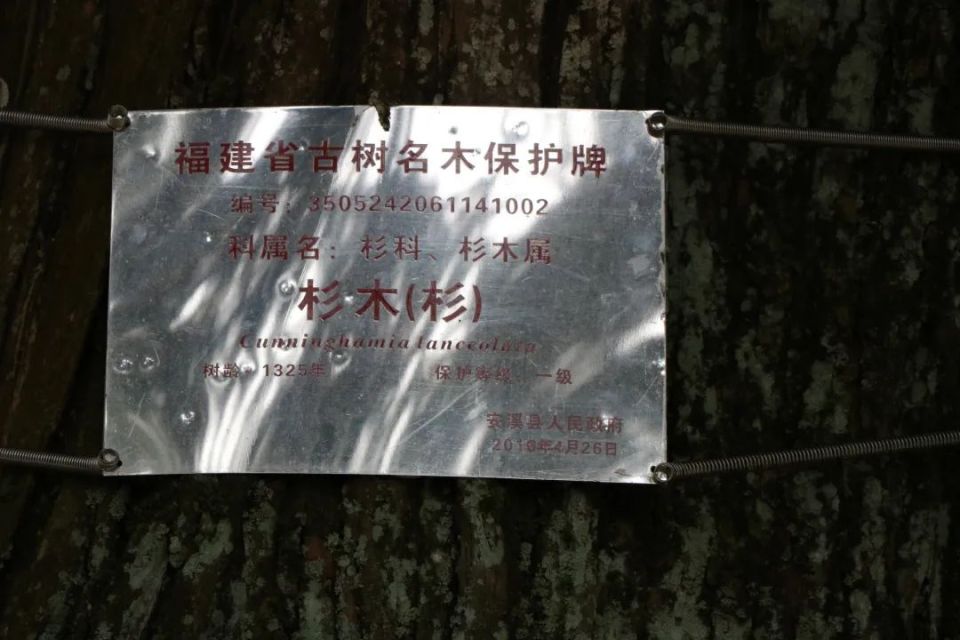 福建省古树名木保护牌
编号：3505242061141002
科属名：杉科、杉木属
杉木(杉)
Cunninghamia lanceolata
树龄：1325年 保护等级：一级
安溪县人民政府
2010年4月26日